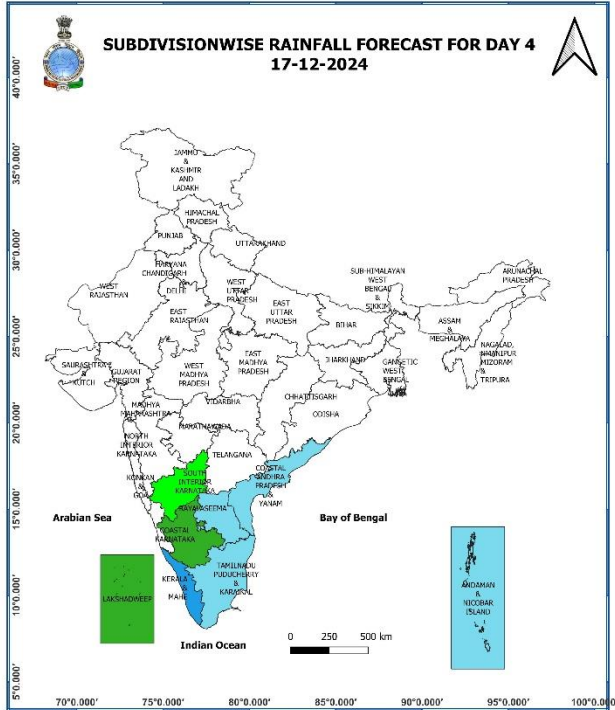 SUBDIVISIONWISE RAINFALL FORECAST FOR DAY 4
17-12-2024
40°0.000'
35°0.000'
30°0.000'
25°0.000'
20°0.000'
15°0.000'
10°0.000'
5°0.000'
JAMMO
&
KASHMIR
AND
LADAKH
HIMACHAL
PRADESH
PUNJAB
UTTARAKHAND
HARYANA
CHANDIGARH
&
DELHI
WEST
RAJASTHAN
WEST
UTTAR
PRADESH
EAST
RAJASTHAN
EAST
UTTAR
PRADESH
SUB-HIMALAYAN
WEST
BENGAL
&
SIKKIM
ARUNACHAL
PRADESH
BIHAR
ASSAM
&
MEGHALAYA
NAGALAD,
MANIPUR
MIZORAM
&
TRIPURA
SAURASHTRA
&
KUTCH
GUJARAT
REGION
WEST
MADHYA
PRADESH
EAST
MADHYA
PRADESH
JHARKHAND
GANGETIC
WEST
BENGAL
CHHATTISGARH
ODISHA
MADHYA
MAHARASHTRA
VIDARBHA
MARATHAWADA
NORTH
INTERIOR
KARNATAKA
TELANGANA
KONKAN
&
GOA
SOUTH
INTERIOR
KARNATAKA
COASTAL
ANDHRA
PRADESH
&
YANAM
RAYALSEEMA
Arabian Sea
Bay of Bengal
COASTAL
KARNATAKA
TAMILNADU
PUDUCHERRY
&
KARAIKAL
KERALA
&
MAHE
LAKSHADWEEP
ANDAMAN
&
NICOBAR
ISLAND
Indian Ocean
0 250 500 km
70°0.000' 75°0.000' 80°0.000' 85°0.000' 90°0.000' 95°0.000' 100°0.000'